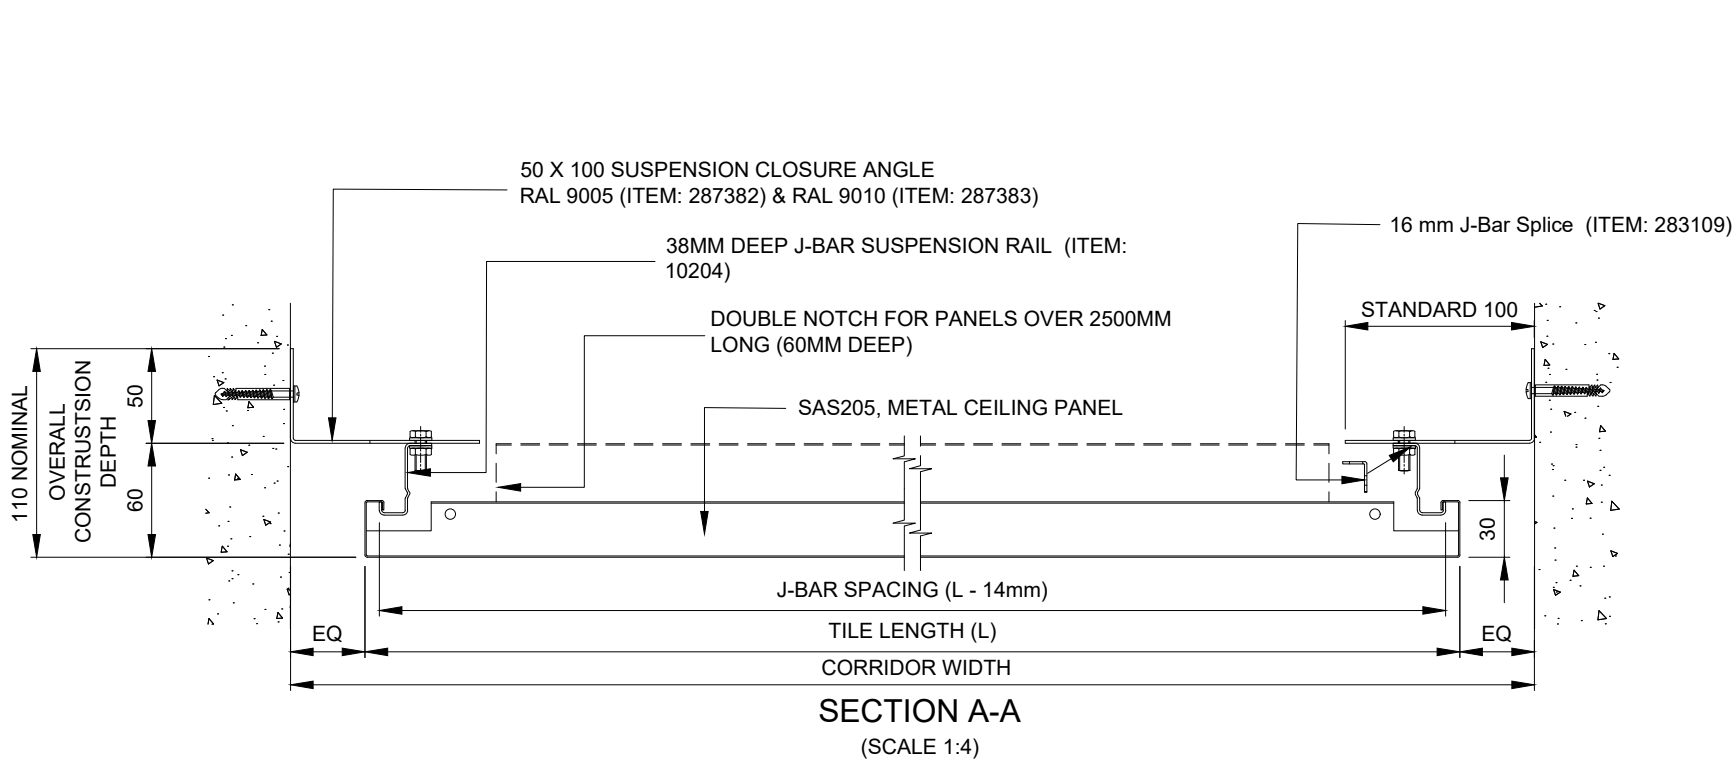 50 X 100 SUSPENSION CLOSURE ANGLE
RAL 9005 (ITEM: 287382) & RAL 9010 (ITEM: 287383)
16 mm J-Bar Splice (ITEM: 283109)
38MM DEEP J-BAR SUSPENSION RAIL (ITEM:
10204)
DOUBLE NOTCH FOR PANELS OVER 2500MM
LONG (60MM DEEP)
STANDARD 100
SAS205, METAL CEILING PANEL
110 NOMINAL
OVERALL
CONSTRUSTSION
DEPTH
50
60
30
J-BAR SPACING (L - 14mm)
EQ
TILE LENGTH (L)
EQ
CORRIDOR WIDTH
SECTION A-A
(SCALE 1:4)